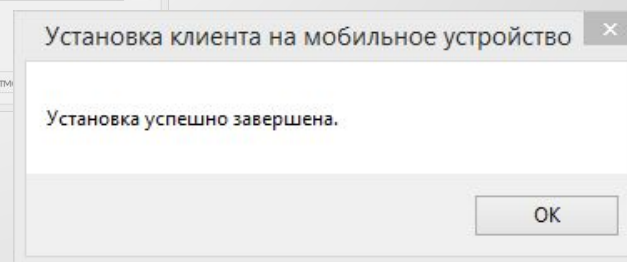 Установка клиента на мобильное устройство
Установка успешно завершена.
OK